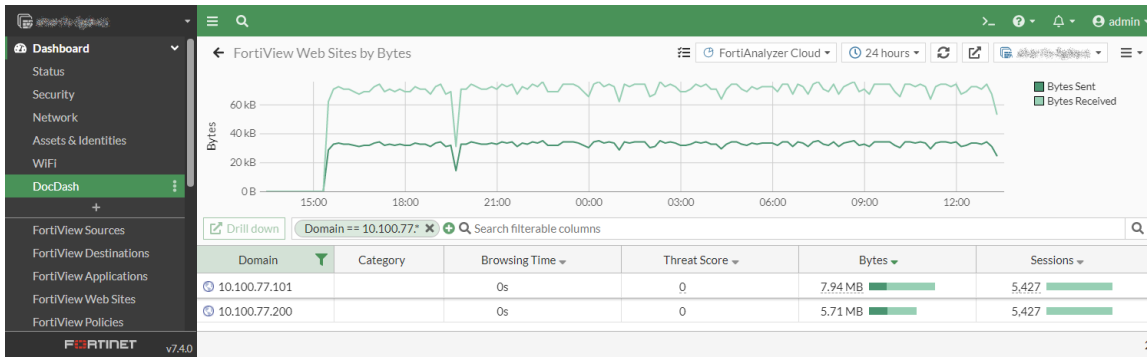 admin
Dashboard
FortiView Web Sites by Bytes
FortiAnalyzer Cloud
24 hours
Status
Security
Network
Assets & Identities
WiFi
DocDash
+
FortiView Sources
FortiView Destinations
FortiView Applications
FortiView Web Sites
FortiView Policies
FORTINET v7.4.0
Bytes
60 kB
40 kB
20 kB
0 B
15:00 18:00 21:00 00:00 03:00 06:00 09:00 12:00
Bytes Sent
Bytes Received
Drill down Domain == 10.100.77.* Search filterable columns
Domain Category Browsing Time Threat Score Bytes Sessions
10.100.77.101 0s 0 7.94 MB 5,427
10.100.77.200 0s 0 5.71 MB 5,427